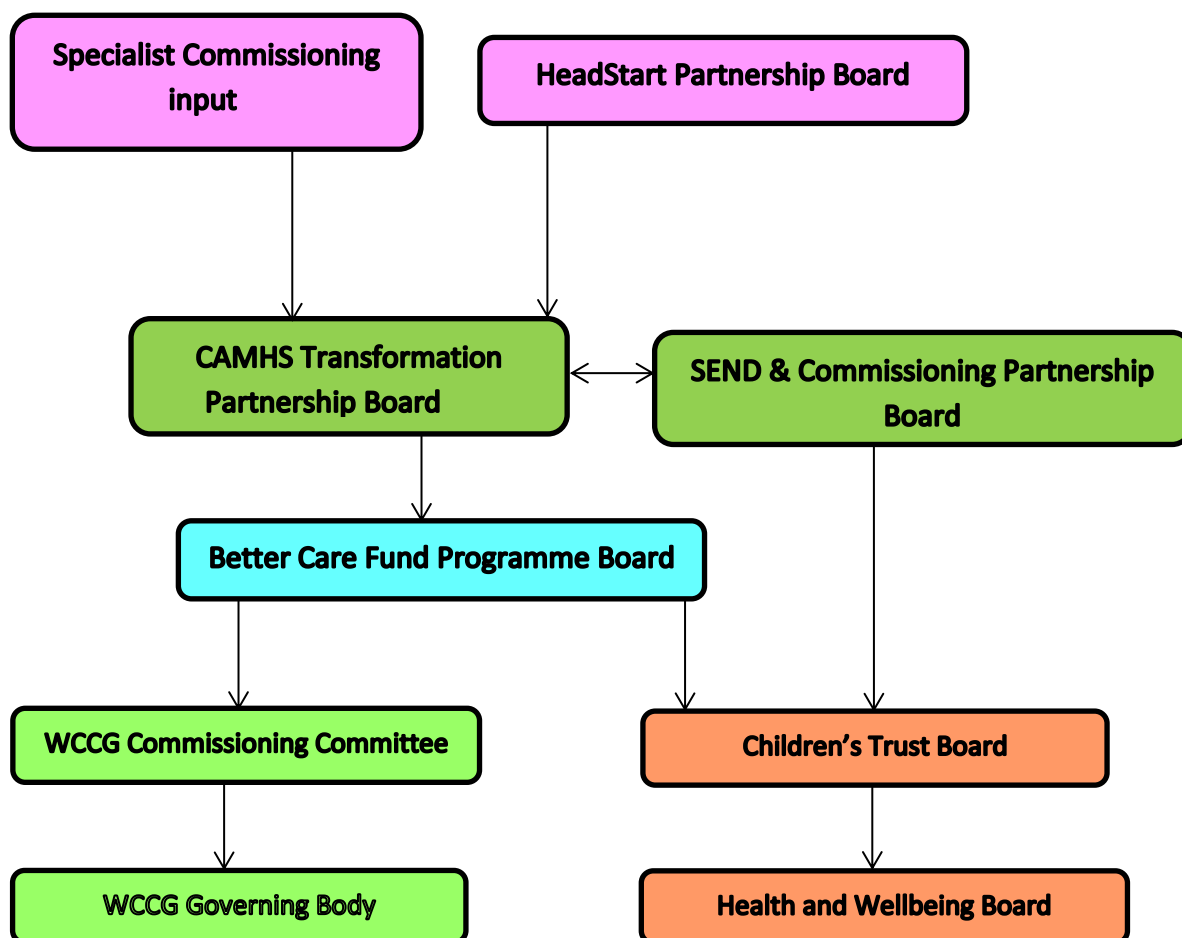 Specialist Commissioning
input
HeadStart Partnership Board
CAMHS Transformation
Partnership Board
SEND & Commissioning Partnership
Board
Better Care Fund Programme Board
WCCG Commissioning Committee
Children’s Trust Board
WCCG Governing Body
Health and Wellbeing Board